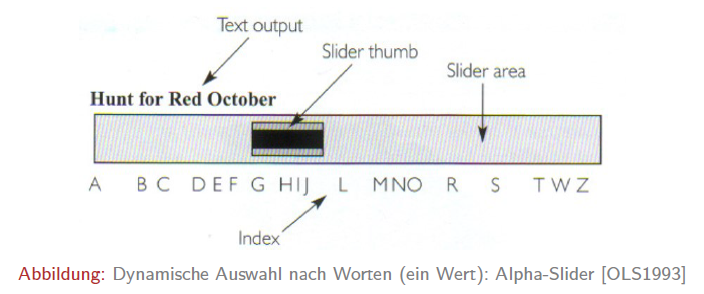 Text output
Slider thumb
Slider area
Hunt for Red October
A B C D E F G H I J L M N O R S T W Z
Index
Abbildung: Dynamische Auswahl nach Worten (ein Wert): Alpha-Slider [OLS1993]